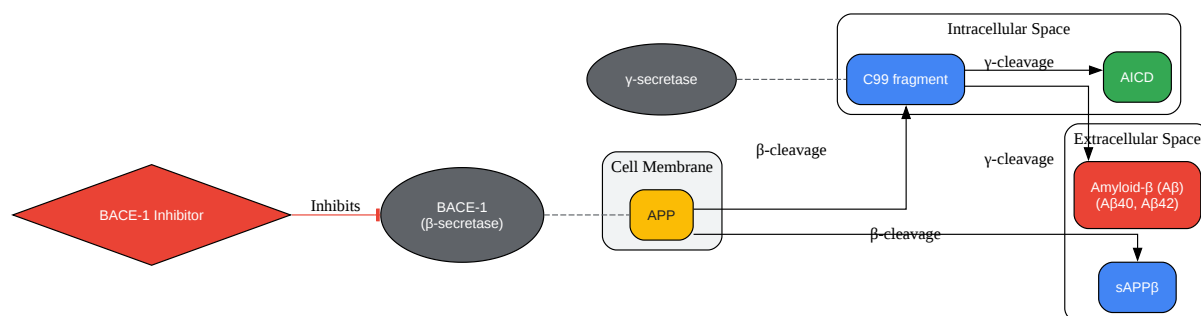 Intracellular Space
γ-secretase
C99 fragment
γ-cleavage
AICD
β-cleavage
Cell Membrane
γ-cleavage
Extracellular Space
Amyloid-β (Aβ)
(Aβ40, Aβ42)
BACE-1 Inhibitor
Inhibits
BACE-1
(β-secretase)
APP
β-cleavage
sAPPβ